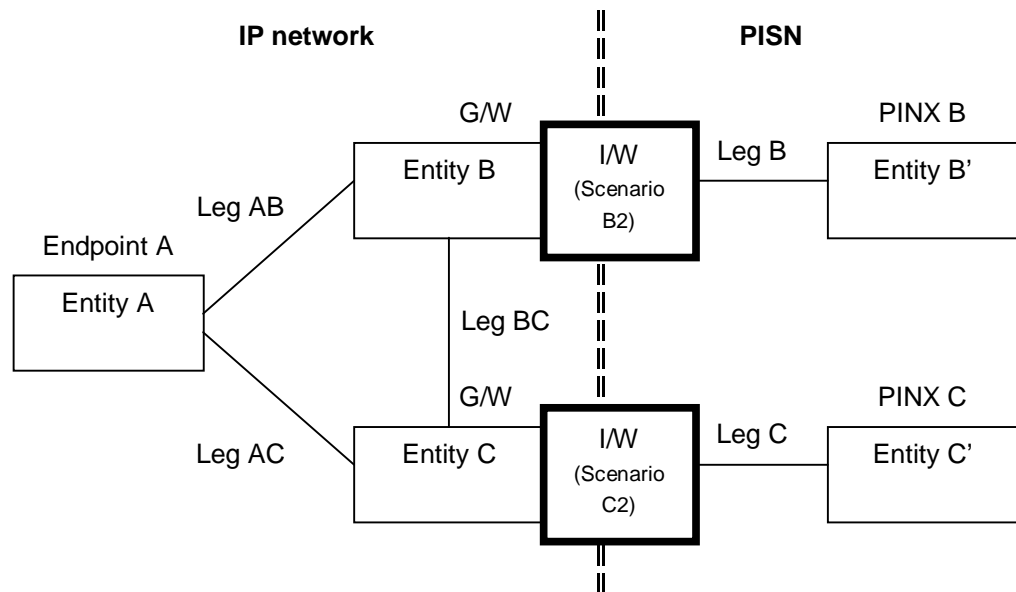 IP network
PISN
G/W
PINX B
Entity B
I/W
(Scenario
B2)
Leg B
Entity B’
Leg AB
Endpoint A
Entity A
Leg BC
G/W
PINX C
Leg AC
Entity C
I/W
(Scenario
C2)
Leg C
Entity C’